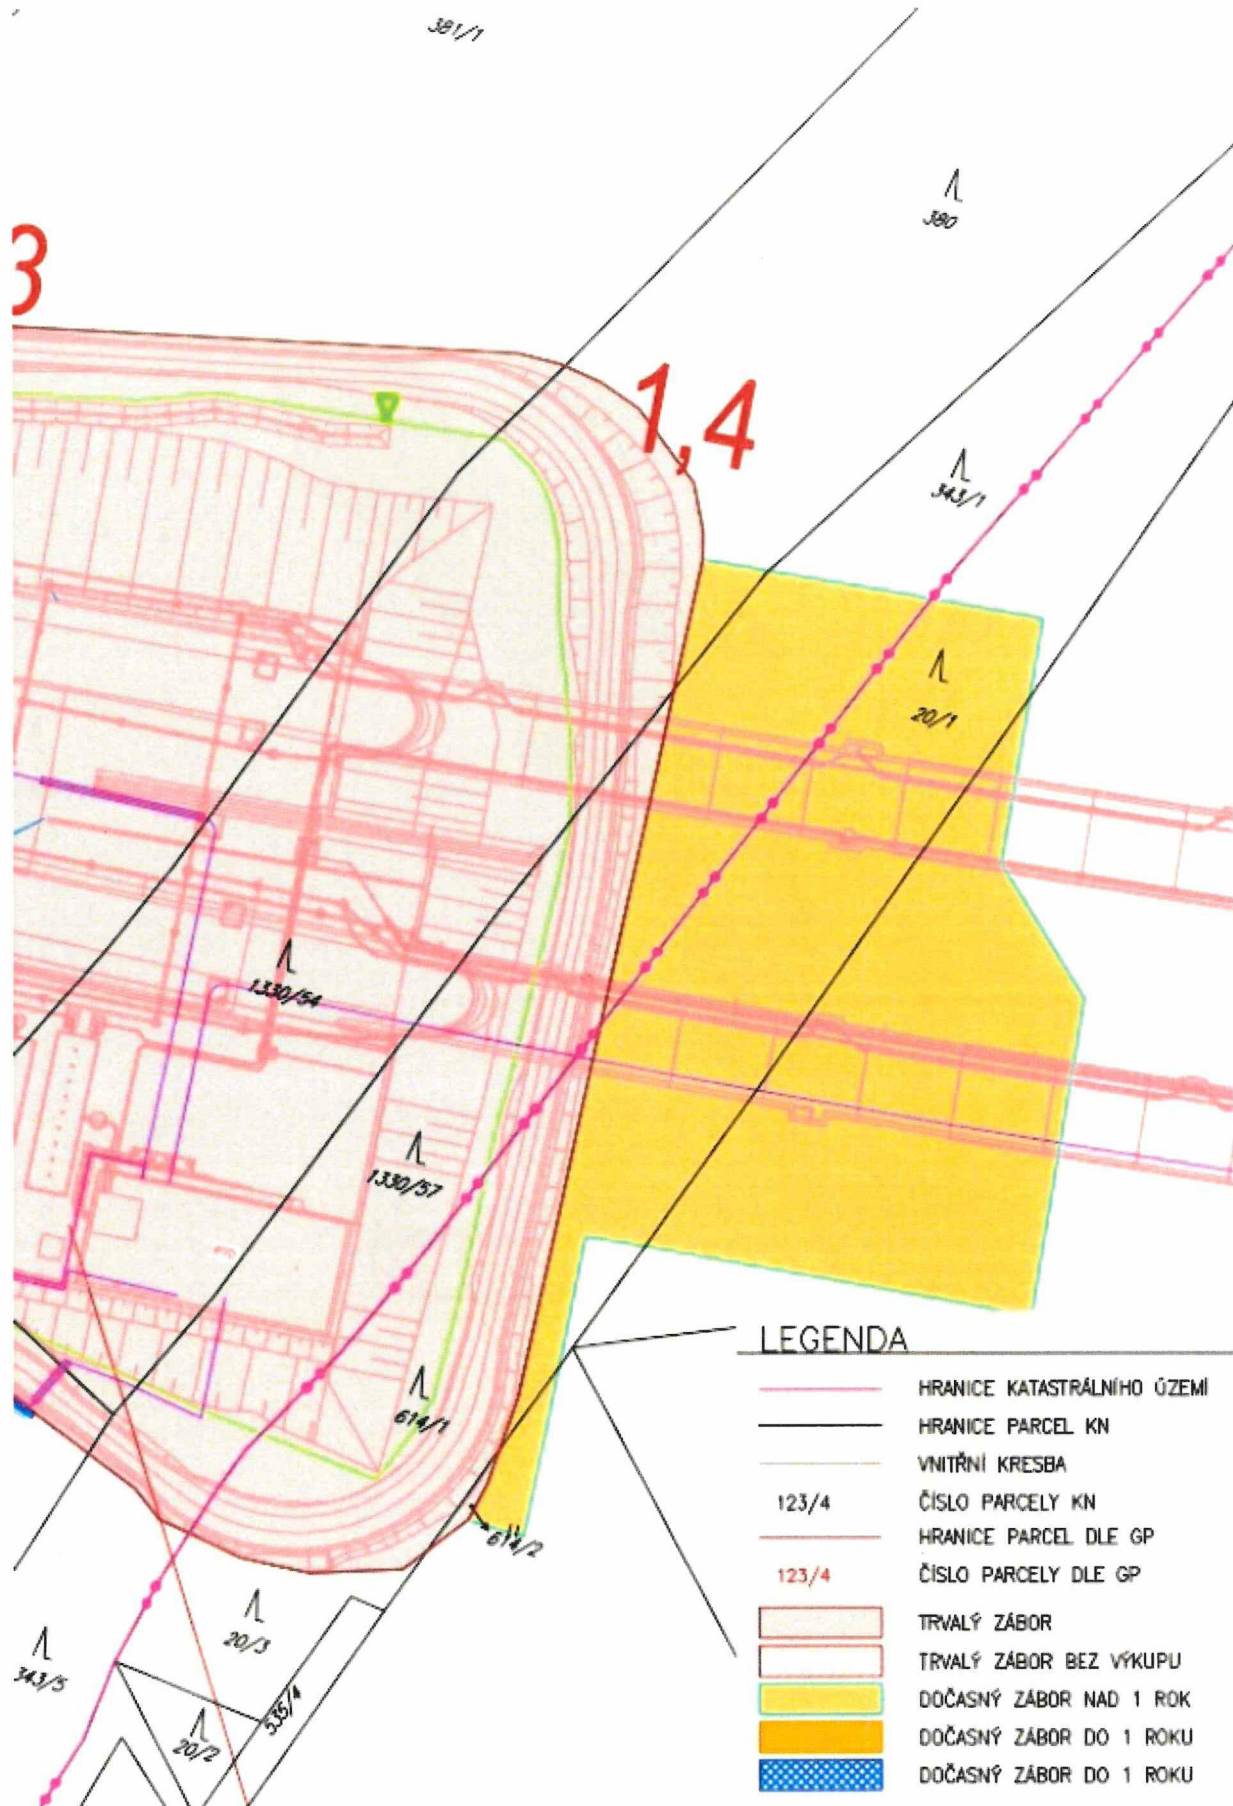 381/1
380
3
1,4
343/1
20/1
1330/54
1330/57
614/1
614/2
20/3
343/5
535/4
20/2
LEGENDA
HRANICE KATASTRÁLNÍHO ÚZEMÍ
HRANICE PARCEL KN
VNITŘNÍ KRESBA
123/4 ČÍSLO PARCELY KN
HRANICE PARCEL DLE GP
123/4 ČÍSLO PARCELY DLE GP
TRVALÝ ZÁBOR
TRVALÝ ZÁBOR BEZ VÝKUPU
DOČASNÝ ZÁBOR NAD 1 ROK
DOČASNÝ ZÁBOR DO 1 ROKU
DOČASNÝ ZÁBOR DO 1 ROKU